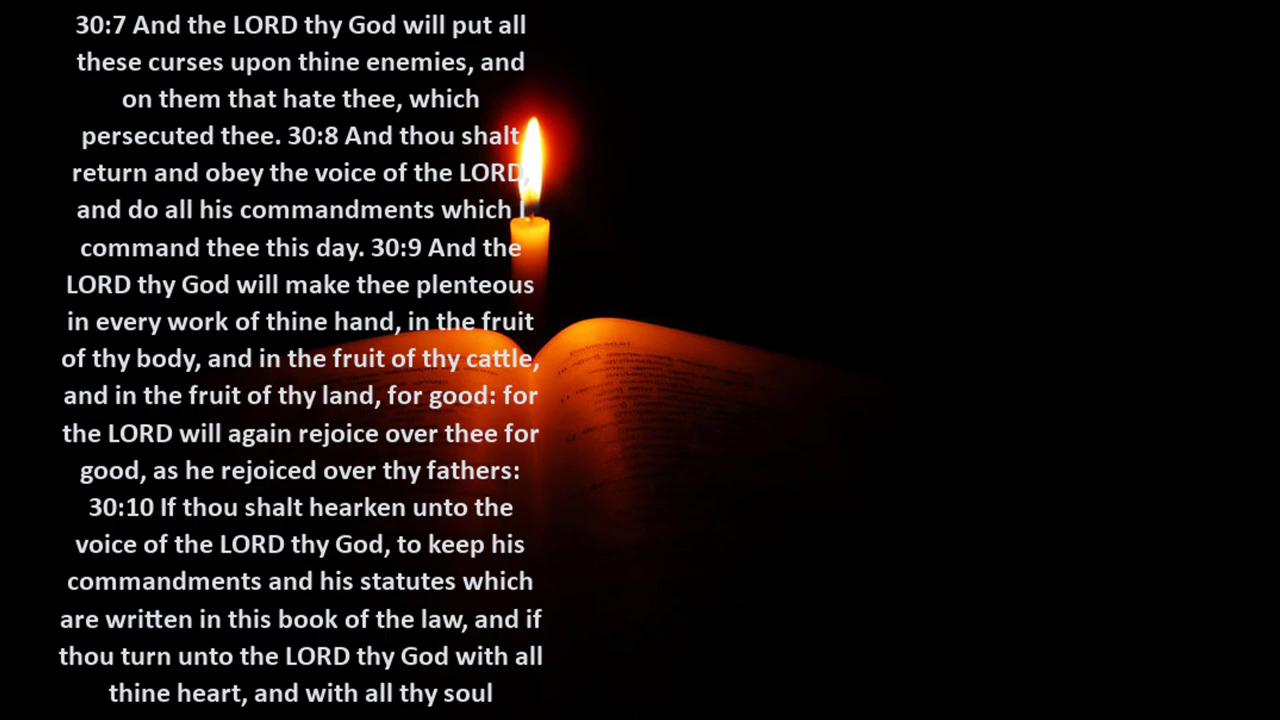 30:7 And the LORD thy God will put all
these curses upon thine enemies, and
on them that hate thee, which
persecuted thee. 30:8 And thou shalt
return and obey the voice of the LORD,
and do all his commandments which I
command thee this day. 30:9 And the
LORD thy God will make thee plenteous
in every work of thine hand, in the fruit
of thy body, and in the fruit of thy cattle,
and in the fruit of thy land, for good: for
the LORD will again rejoice over thee for
good, as he rejoiced over thy fathers:
30:10 If thou shalt hearken unto the
voice of the LORD thy God, to keep his
commandments and his statutes which
are written in this book of the law, and if
thou turn unto the LORD thy God with all
thine heart, and with all thy soul